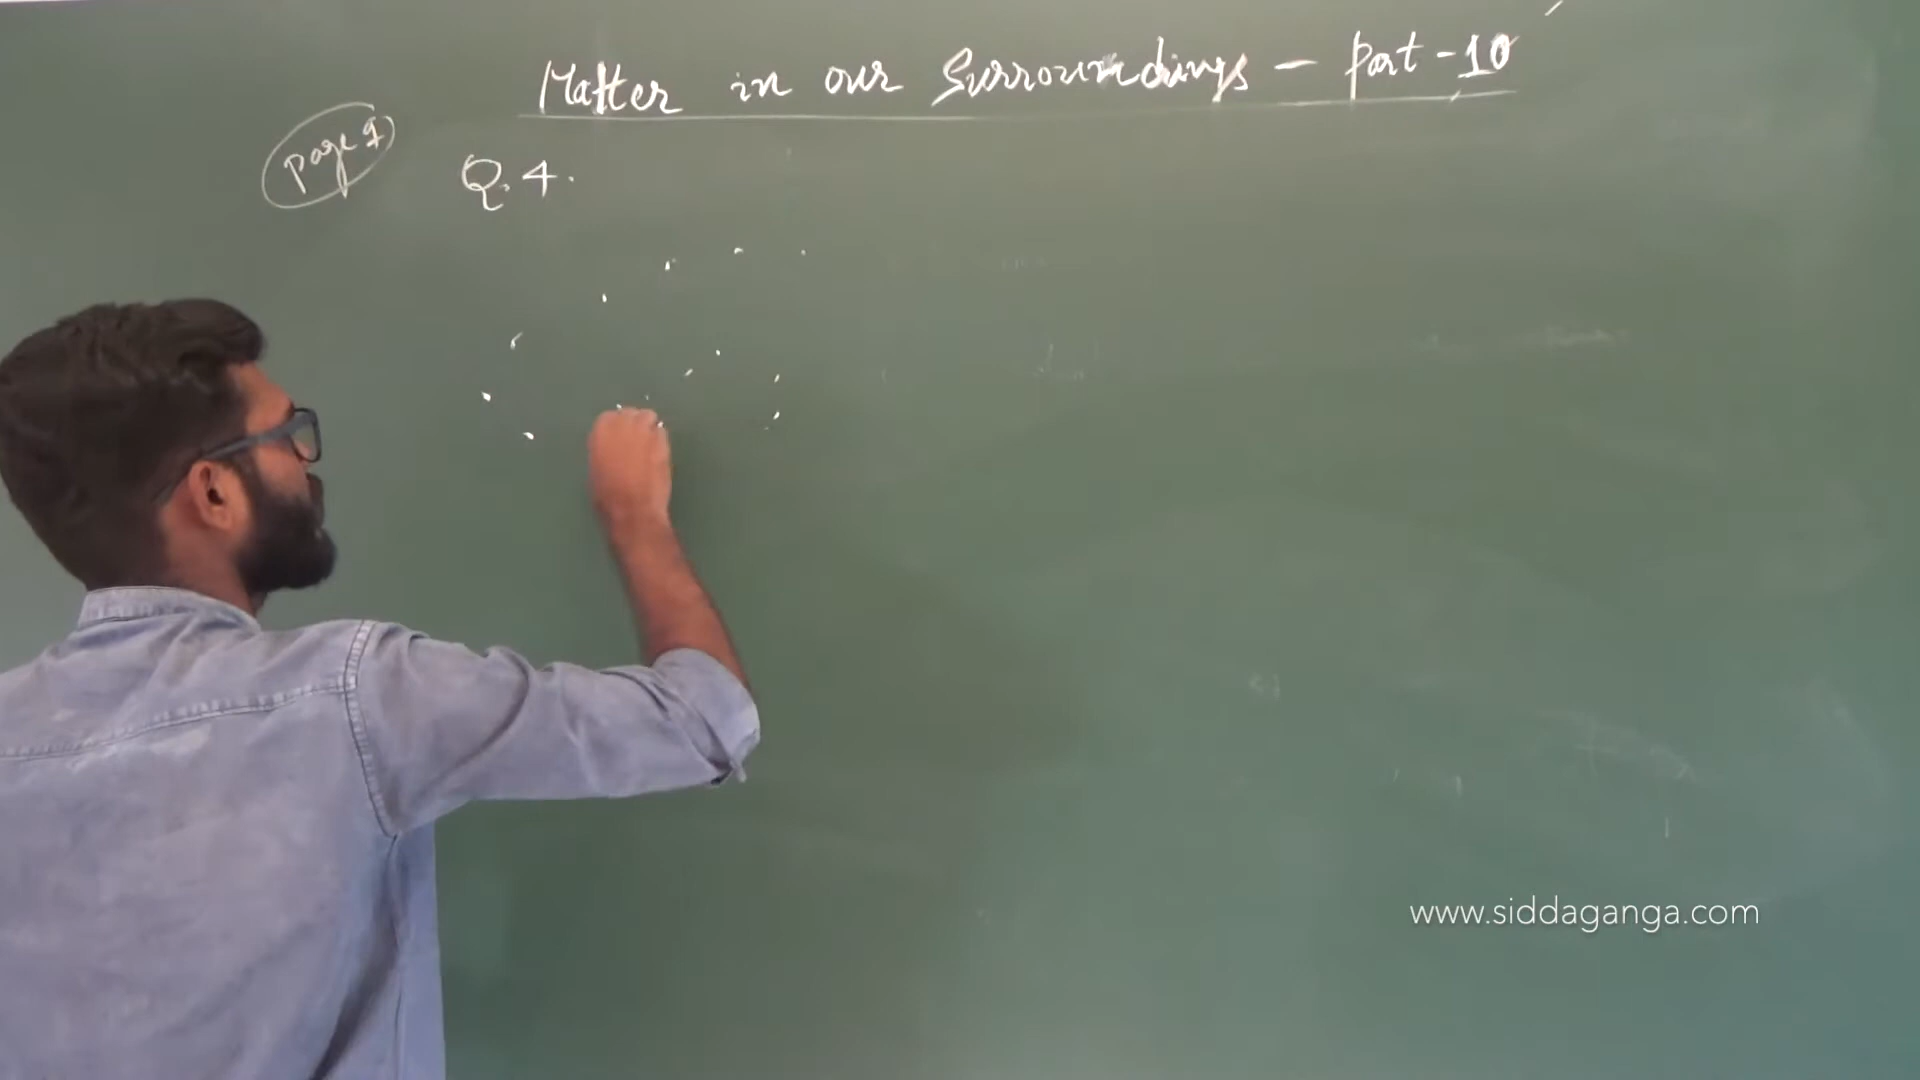 Matter in our Surroundings - Part-10
Page 9
Q.4.
www.siddaganga.com